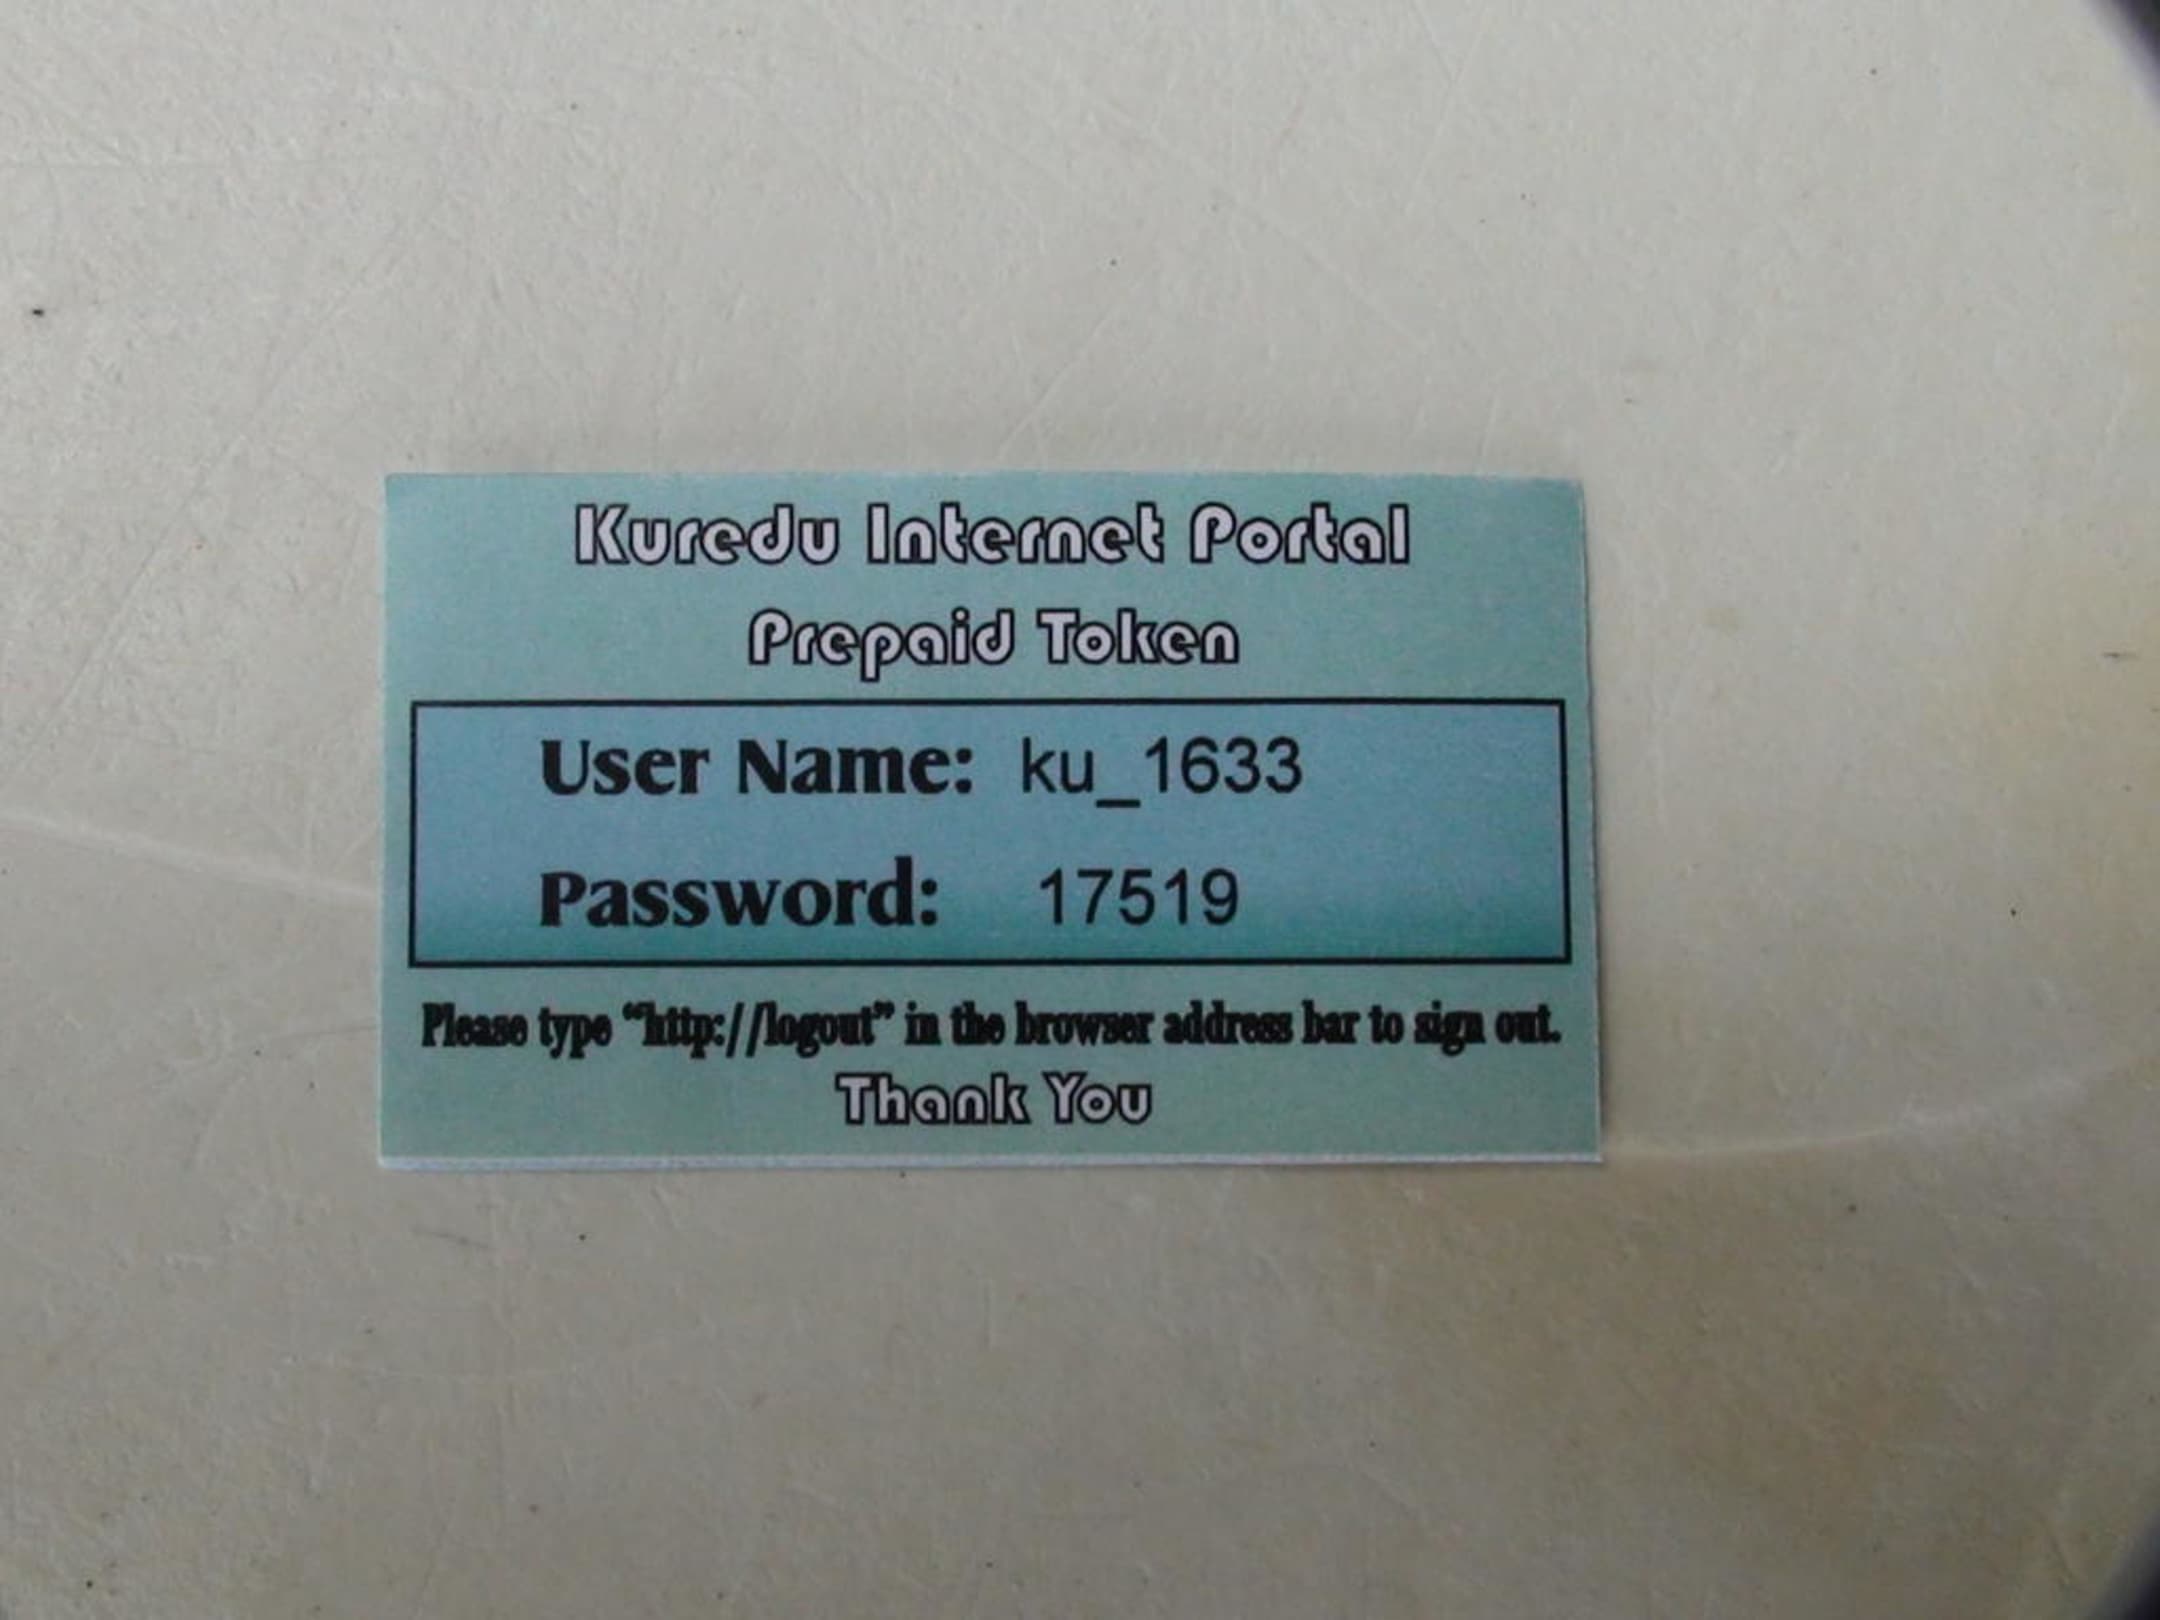 Kuredu Internet Portal
Prepaid Token
User Name: ku_1633
Password: 17519
Please type “http://logout” in the browser address bar to sign out.
Thank You